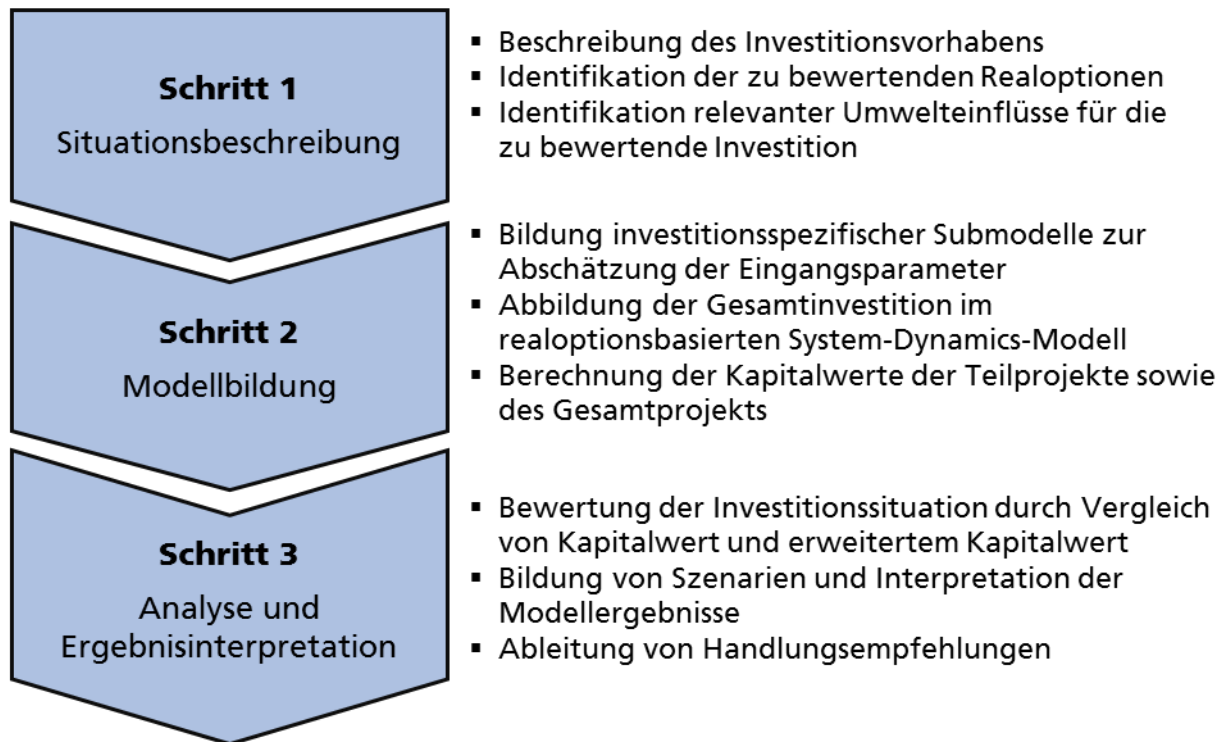 Schritt 1
Situationsbeschreibung
▪ Beschreibung des Investitionsvorhabens
▪ Identifikation der zu bewertenden Realoptionen
▪ Identifikation relevanter Umwelteinflüsse für die
zu bewertende Investition
Schritt 2
Modellbildung
▪ Bildung investitionsspezifischer Submodelle zur
Abschätzung der Eingangsparameter
▪ Abbildung der Gesamtinvestition im
realoptionsbasierten System-Dynamics-Modell
▪ Berechnung der Kapitalwerte der Teilprojekte sowie
des Gesamtprojekts
Schritt 3
Analyse und
Ergebnisinterpretation
▪ Bewertung der Investitionssituation durch Vergleich
von Kapitalwert und erweitertem Kapitalwert
▪ Bildung von Szenarien und Interpretation der
Modellergebnisse
▪ Ableitung von Handlungsempfehlungen